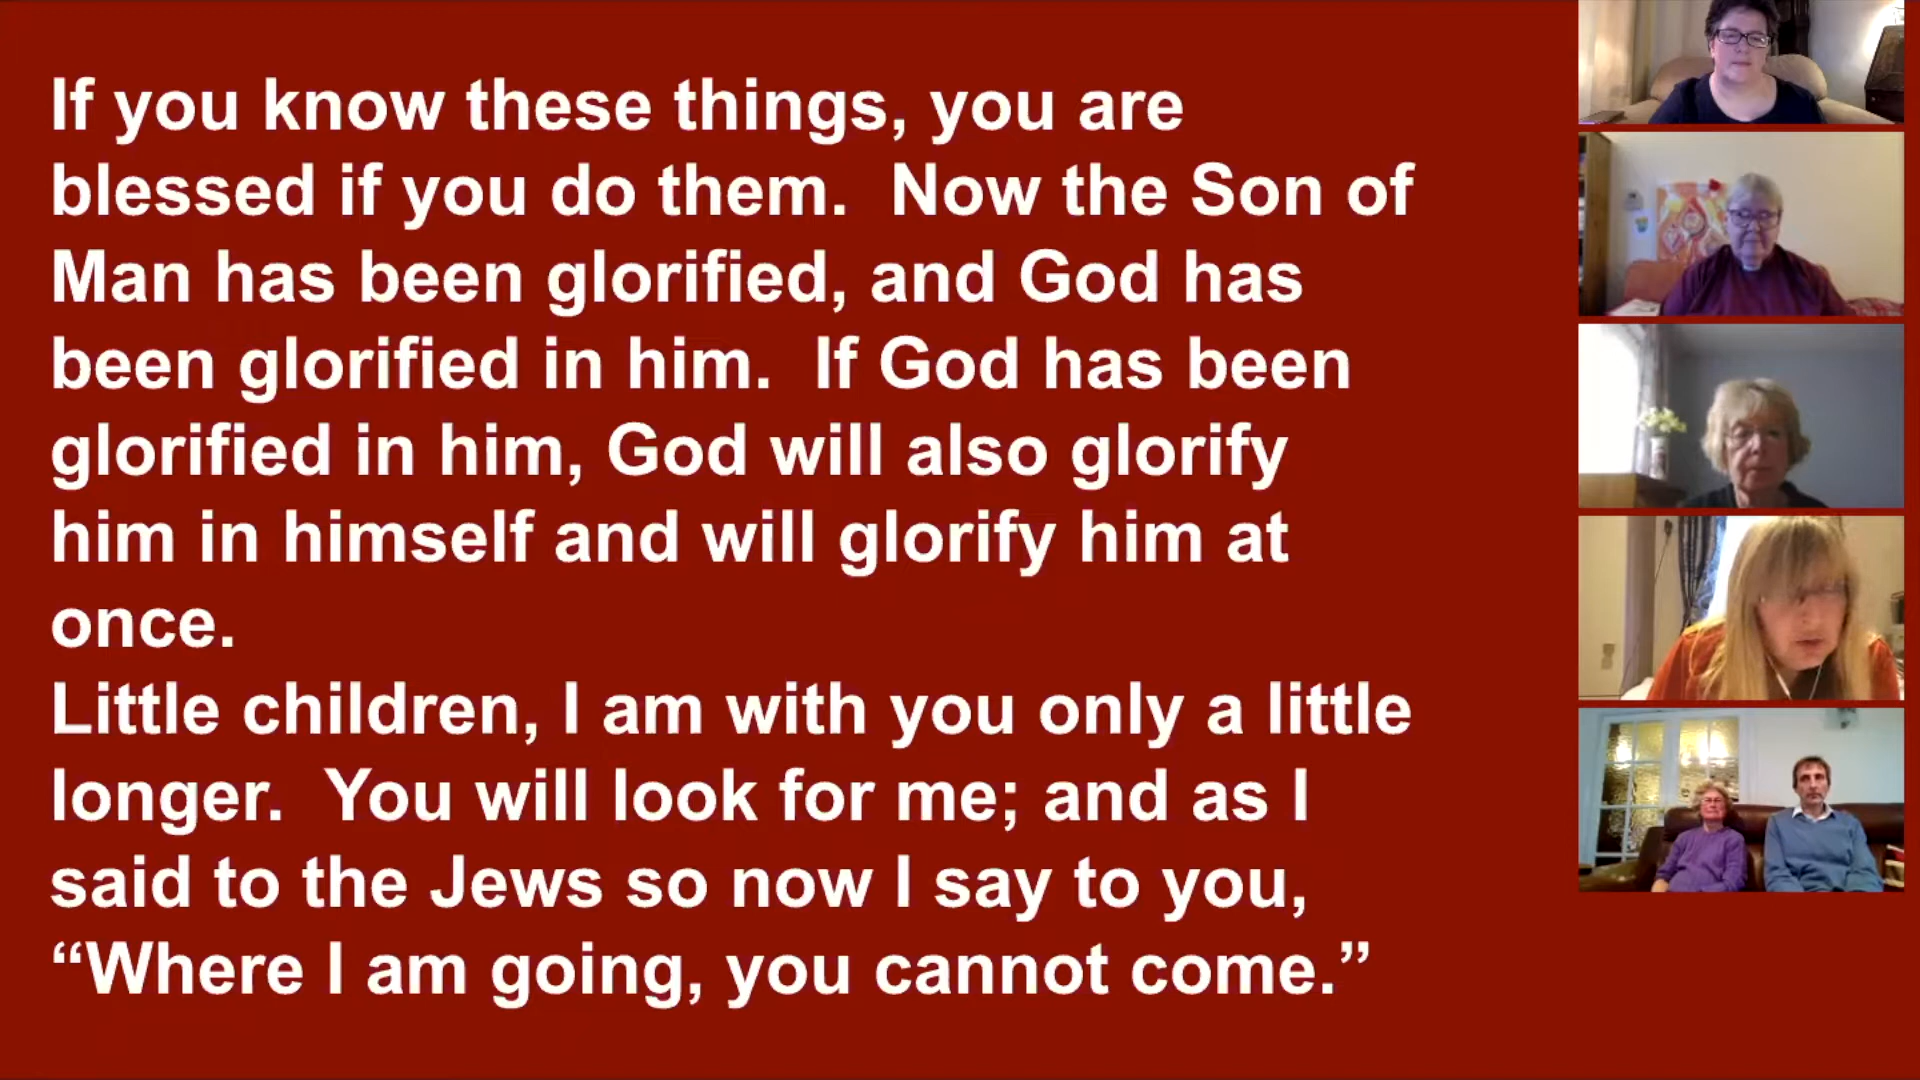 If you know these things, you are
blessed if you do them.  Now the Son of
Man has been glorified, and God has
been glorified in him.  If God has been
glorified in him, God will also glorify
him in himself and will glorify him at
once.
Little children, I am with you only a little
longer.  You will look for me; and as I
said to the Jews so now I say to you,
“Where I am going, you cannot come.”